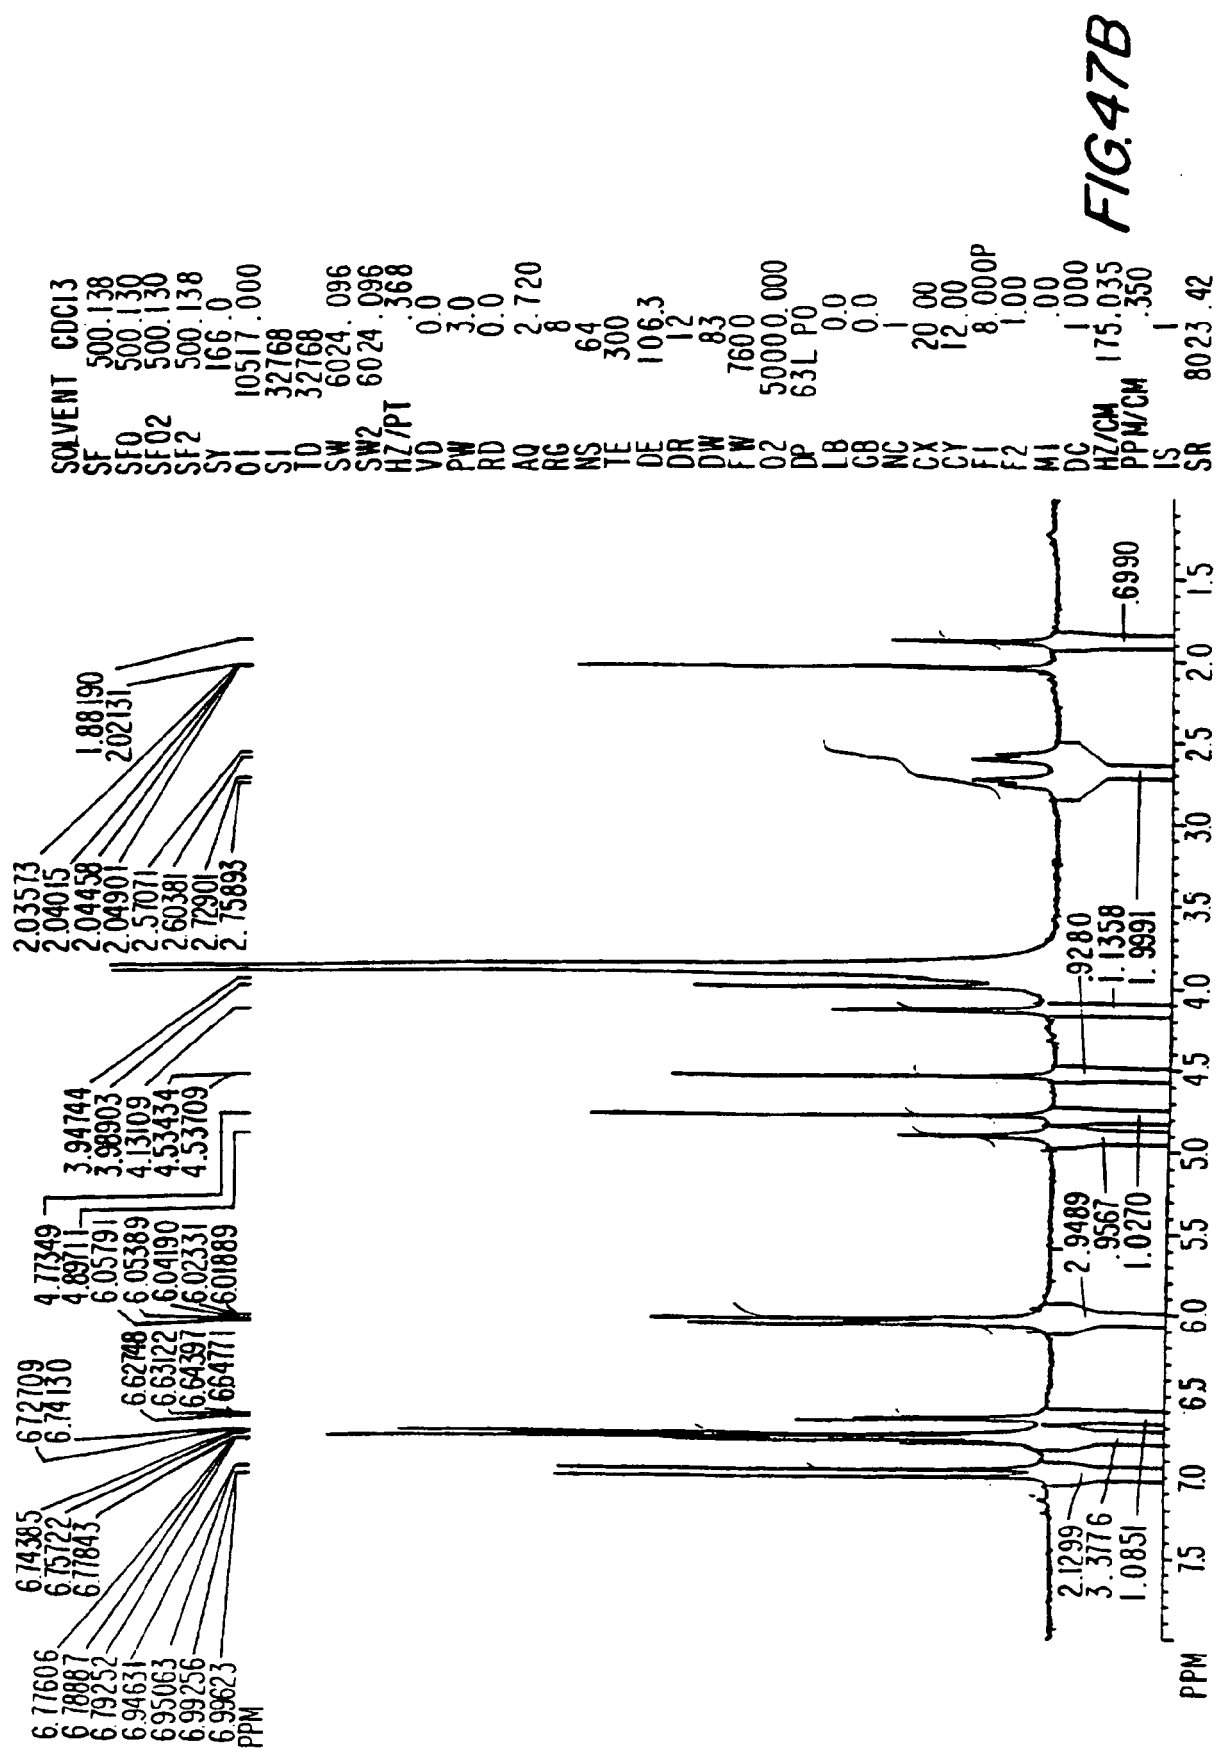 SOLVENT CDCl3
SF 500.138
SFO 500.130
SFO2 500.130
SF2 500.138
SY 166.0
O1 10517.000
SI 32768
TD 32768
SW 6024.096
SW2 6024.096
HZ/PT .368
VD 0.0
PW 3.0
RD 0.0
AQ 2.720
RG 8
NS 64
TE 300
DE 106.3
DR 12
DW 83
FW 7600
O2 50000.000
DP 63L PO
LB 0.0
GB 0.0
NC 1
CX 20.00
CY 12.00
F1 8.000P
F2 1.00
MI .00
DC 1.000
HZ/CM 175.035
PPM/CM .350
IS 1
SR 8023.42
FIG.47B
6.77606
6.78887
6.79252
6.94631
6.95063
6.99256
6.99623
PPM
6.74385
6.75722
6.77843
6.72709
6.74130
6.62748
6.63122
6.64397
6.64771
4.77349
4.89711
6.05791
6.05389
6.04190
6.02331
6.01889
3.94744
3.98903
4.13109
4.53434
4.53709
2.03573
2.04015
2.04458
2.04901
2.57071
2.60381
2.72901
2.75893
1.88190
2.02131
2.1299
3.3776
1.0851
2.9489
.9567
1.0270
.9280
1.1358
1.9991
.6990
PPM 7.5 7.0 6.5 6.0 5.5 5.0 4.5 4.0 3.5 3.0 2.5 2.0 1.5